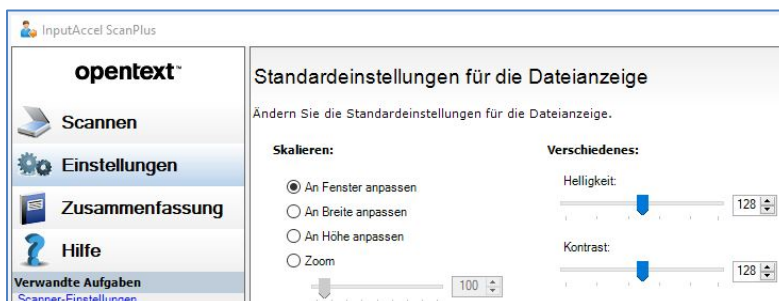 InputAccel ScanPlus
opentext™
Scannen
Einstellungen
Zusammenfassung
Hilfe
Verwandte Aufgaben
Scanner-Einstellungen
Standardeinstellungen für die Dateianzeige
Ändern Sie die Standardeinstellungen für die Dateianzeige.
Skalieren:
An Fenster anpassen
An Breite anpassen
An Höhe anpassen
Zoom
100
Verschiedenes:
Helligkeit:
128
Kontrast:
128